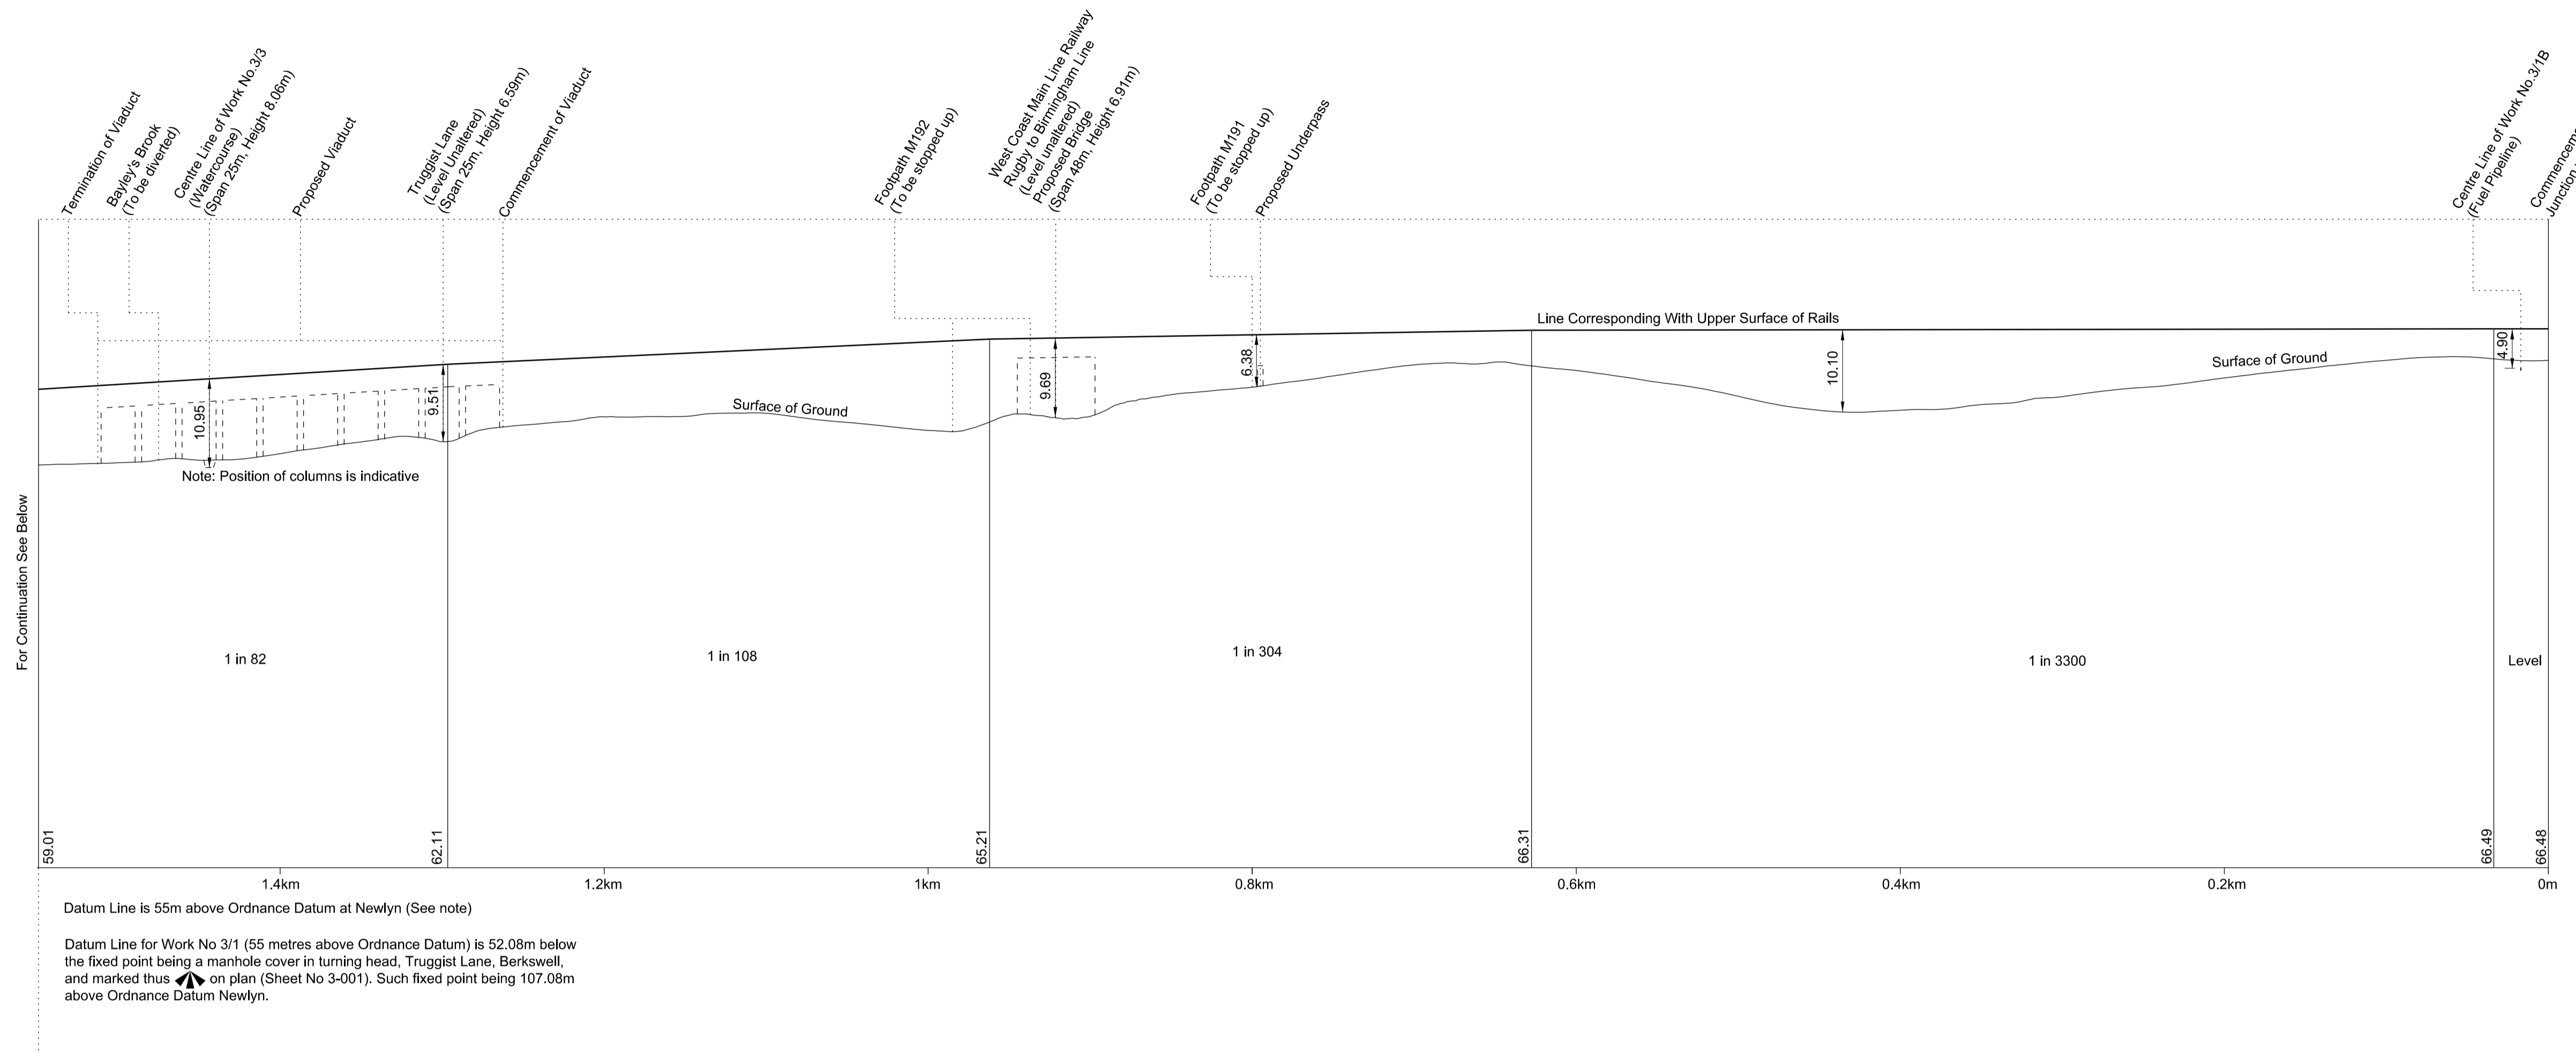 Termination of Viaduct
Bayley's Brook
(To be diverted)
Centre Line of Work No.3/3
(Watercourse)
(Span 25m, Height 8.06m)
Proposed Viaduct
Truggist Lane
(Level Unaltered)
(Span 25m, Height 6.59m)
Commencement of Viaduct
Footpath M192
(To be stopped up)
West Coast Main Line Railway
Rugby to Birmingham Line
(Level unaltered)
Proposed Bridge
(Span 48m, Height 6.91m)
Footpath M191
(To be stopped up)
Proposed Underpass
Centre Line of Work No.3/1B
(Fuel Pipeline)
Junction
Line Corresponding With Upper Surface of Rails
10.95
9.51
9.69
6.38
10.10
4.90
Surface of Ground
Surface of Ground
Note: Position of columns is indicative
For Continuation See Below
1 in 82
1 in 108
1 in 304
1 in 3300
Level
59.01
62.11
65.21
66.31
66.49
66.48
1.4km
1.2km
1km
0.8km
0.6km
0.4km
0.2km
0m
Datum Line is 55m above Ordnance Datum at Newlyn (See note)
Datum Line for Work No 3/1 (55 metres above Ordnance Datum) is 52.08m below
the fixed point being a manhole cover in turning head, Truggist Lane, Berkswell,
and marked thus on plan (Sheet No 3-001). Such fixed point being 107.08m
above Ordnance Datum Newlyn.